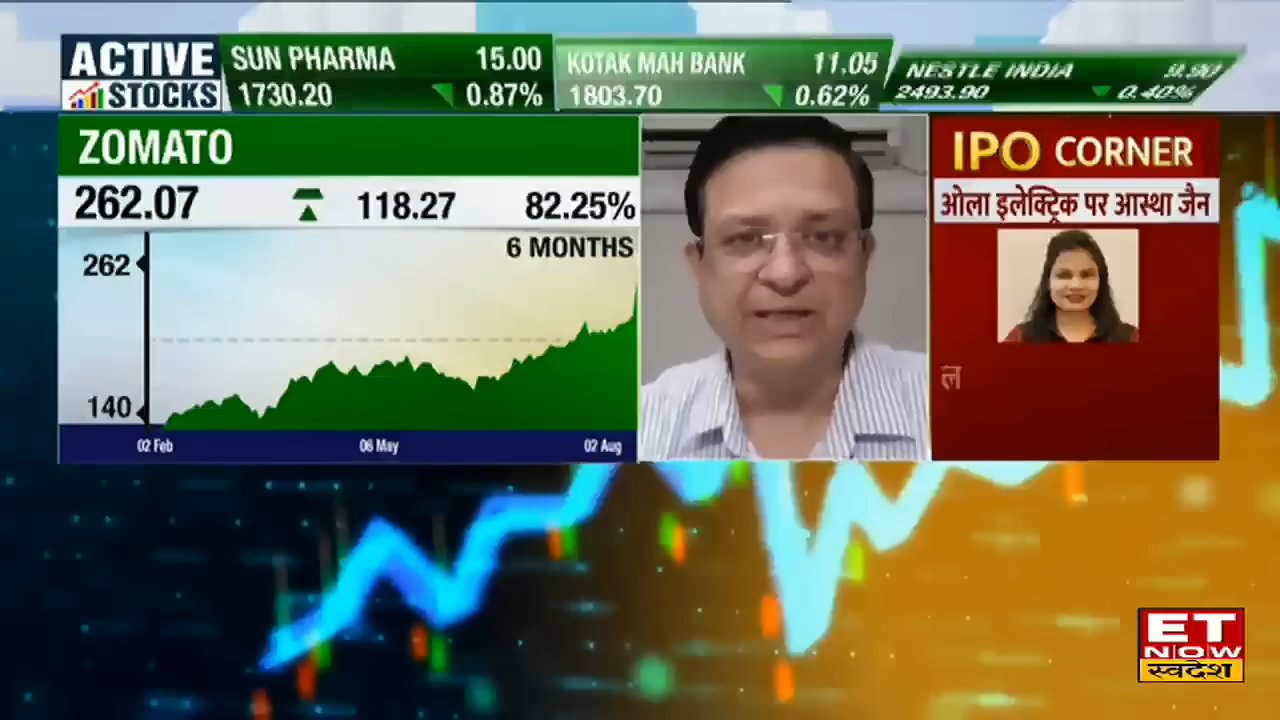 ACTIVE
STOCKS
SUN PHARMA 15.00
1730.20 0.87%
KOTAK MAH BANK 11.05
1803.70 0.62%
NESTLE INDIA 9.90
2493.90 0.40%
ZOMATO
262.07 118.27 82.25%
6 MONTHS
262
140
02 Feb 06 May 02 Aug
IPO CORNER
ओला इलेक्ट्रिक पर आस्था जैन
ल
ET
NOW
स्वदेश